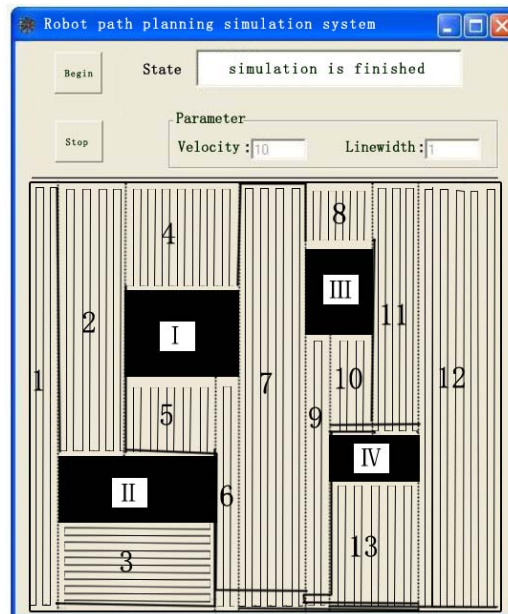 Robot path planning simulation system
Begin
State
simulation is finished
Stop
Parameter
Velocity:10
Linewidth:1
4
8
III
2
I
11
1
10
12
5
7
9
II
6
IV
3
13